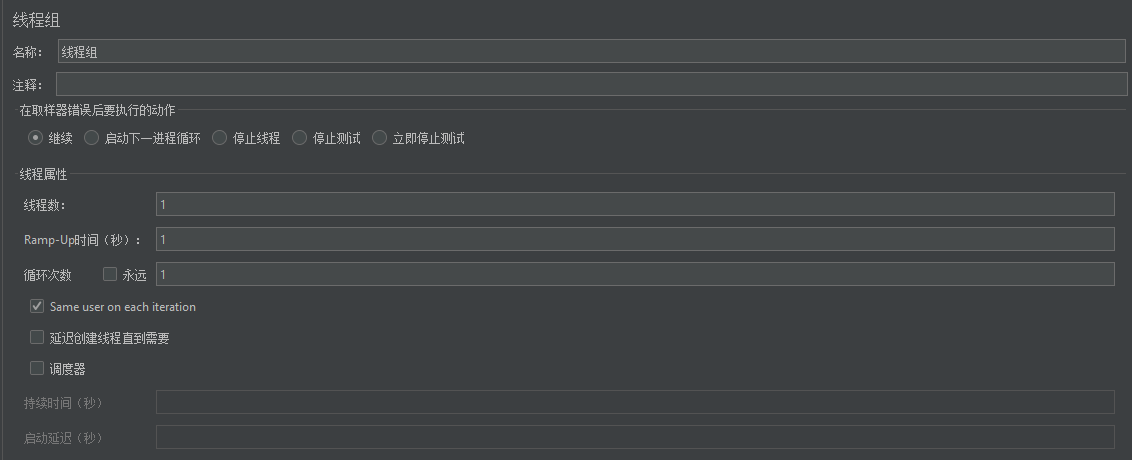 线程组
名称： 线程组
注释：
在取样器错误后要执行的动作
继续 启动下一进程循环 停止线程 停止测试 立即停止测试
线程属性
线程数： 1
Ramp-Up时间（秒）： 1
循环次数 永远 1
Same user on each iteration
延迟创建线程直到需要
调度器
持续时间（秒）
启动延迟（秒）